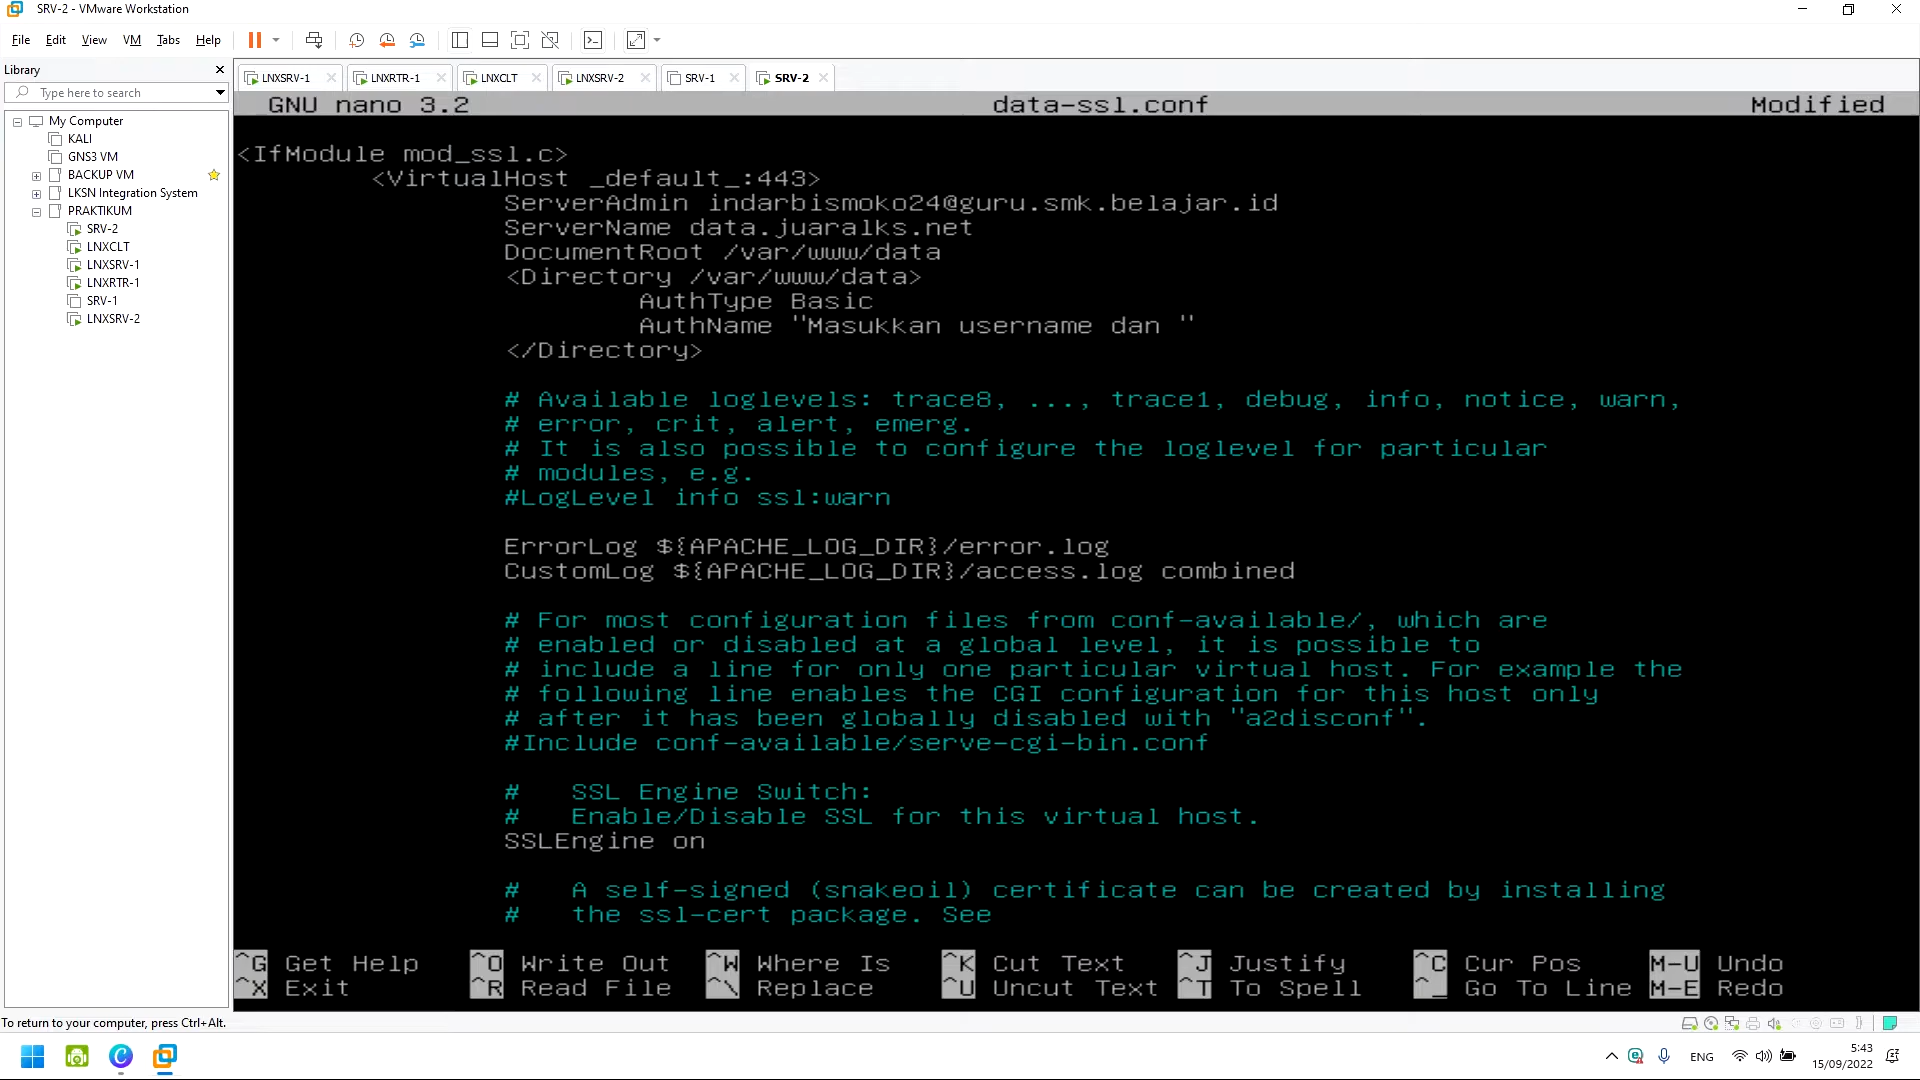 SRV-2 - VMware Workstation
File Edit View VM Tabs Help
Library
Type here to search
My Computer
KALI
GNS3 VM
BACKUP VM
LKSN Integration System
PRAKTIKUM
SRV-2
LNXCLT
LNXSRV-1
LNXRTR-1
SRV-1
LNXSRV-2
LNXSRV-1 LNXRTR-1 LNXCLT LNXSRV-2 SRV-1 SRV-2
GNU nano 3.2 data-ssl.conf Modified
<IfModule mod_ssl.c>
<VirtualHost _default_:443>
ServerAdmin indarbismoko24@guru.smk.belajar.id
ServerName data.juaralks.net
DocumentRoot /var/www/data
<Directory /var/www/data>
AuthType Basic
AuthName "Masukkan username dan "
</Directory>
# Available loglevels: trace8, ..., trace1, debug, info, notice, warn,
# error, crit, alert, emerg.
# It is also possible to configure the loglevel for particular
# modules, e.g.
#LogLevel info ssl:warn
ErrorLog ${APACHE_LOG_DIR}/error.log
CustomLog ${APACHE_LOG_DIR}/access.log combined
# For most configuration files from conf-available/, which are
# enabled or disabled at a global level, it is possible to
# include a line for only one particular virtual host. For example the
# following line enables the CGI configuration for this host only
# after it has been globally disabled with "a2disconf".
#Include conf-available/serve-cgi-bin.conf
# SSL Engine Switch:
# Enable/Disable SSL for this virtual host.
SSLEngine on
# A self-signed (snakeoil) certificate can be created by installing
# the ssl-cert package. See
^G Get Help ^O Write Out ^W Where Is ^K Cut Text ^J Justify ^C Cur Pos M-U Undo
^X Exit ^R Read File ^\ Replace ^U Uncut Text ^T To Spell ^_ Go To Line M-E Redo
To return to your computer, press Ctrl+Alt.
ENG
5:43
15/09/2022